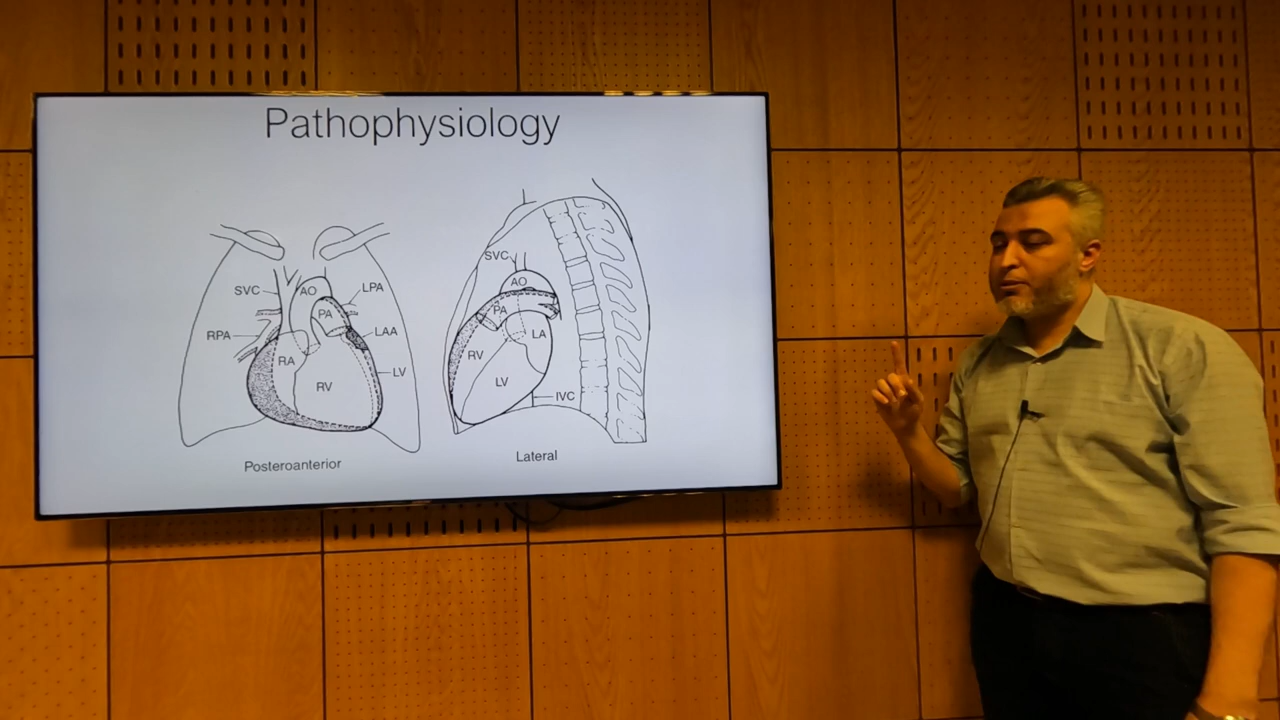 Pathophysiology
SVC
AO
LPA
PA
RPA
LAA
RA
LV
RV
Posteroanterior
SVC
AO
PA
LA
RV
LV
IVC
Lateral